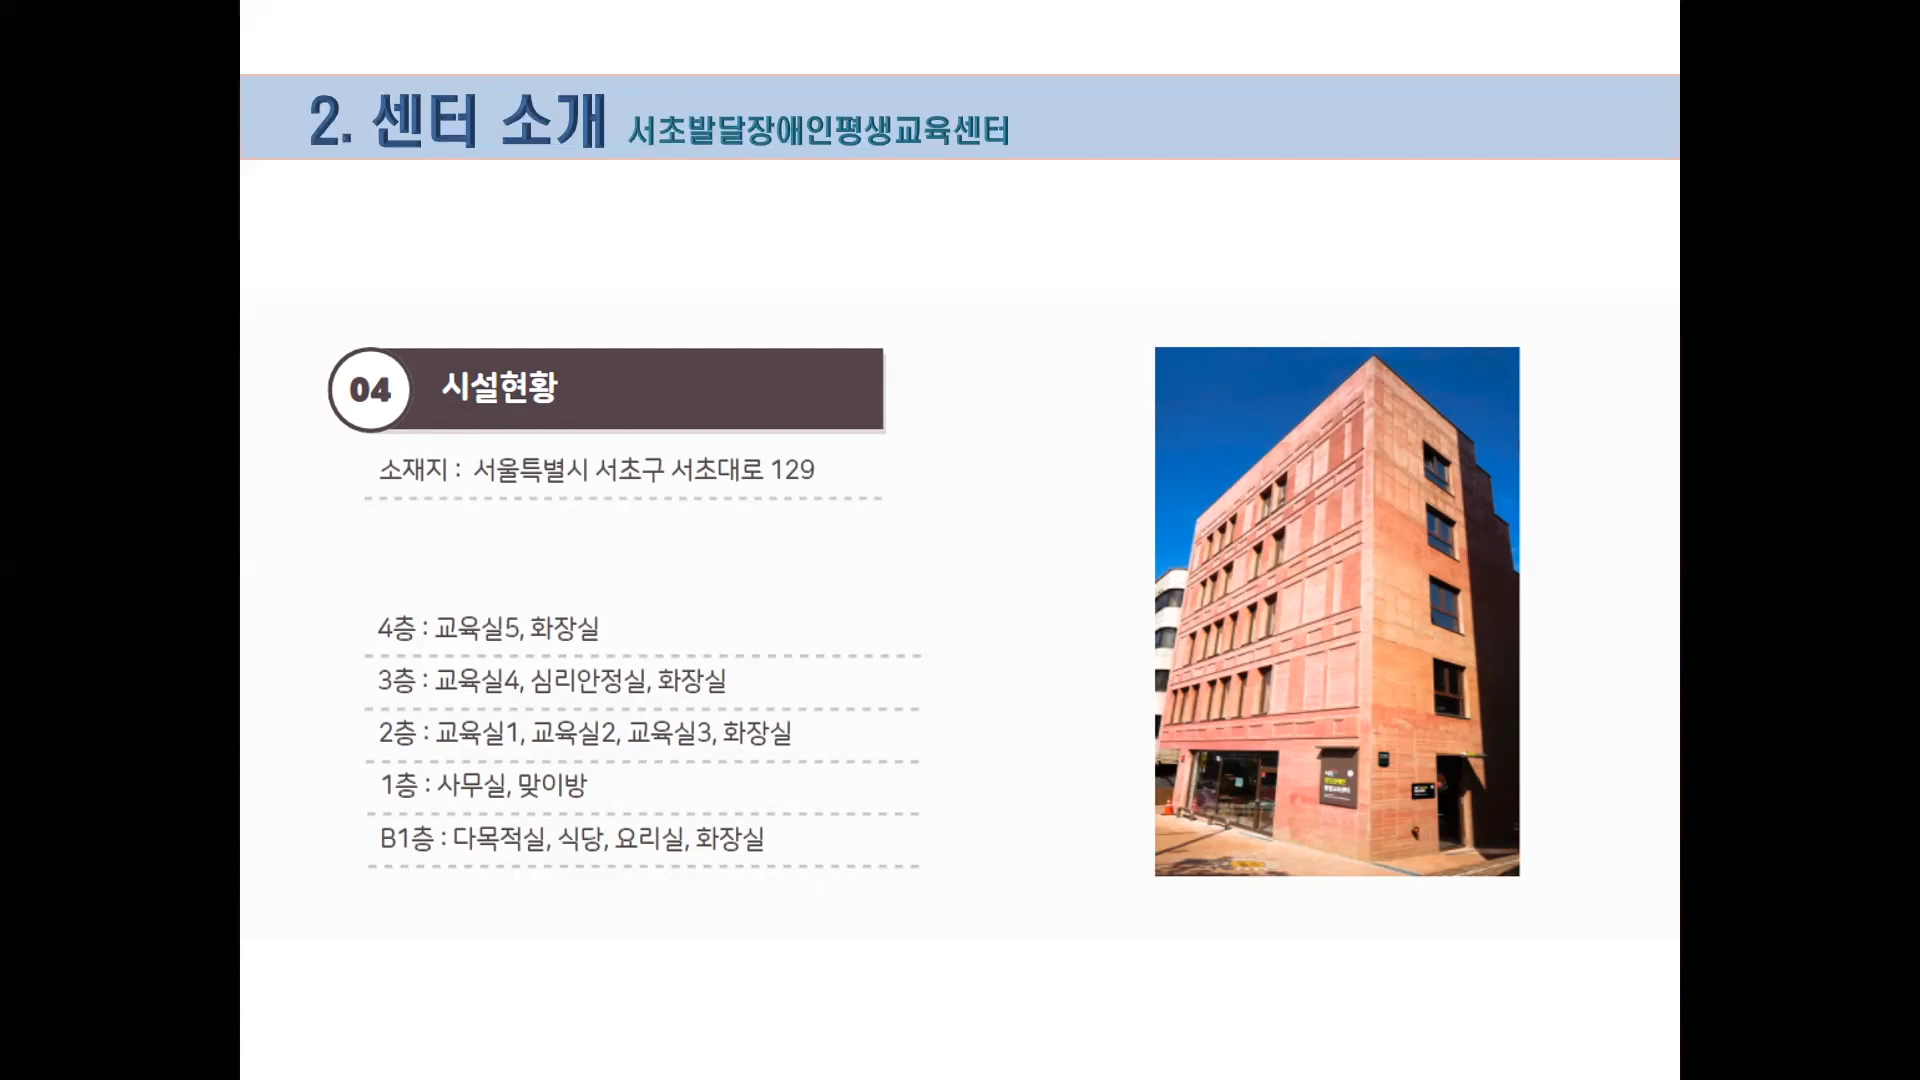 2. 센터 소개 서초발달장애인평생교육센터
04 시설현황
소재지 : 서울특별시 서초구 서초대로 129
4층 : 교육실5, 화장실
3층 : 교육실4, 심리안정실, 화장실
2층 : 교육실1, 교육실2, 교육실3, 화장실
1층 : 사무실, 맞이방
B1층 : 다목적실, 식당, 요리실, 화장실